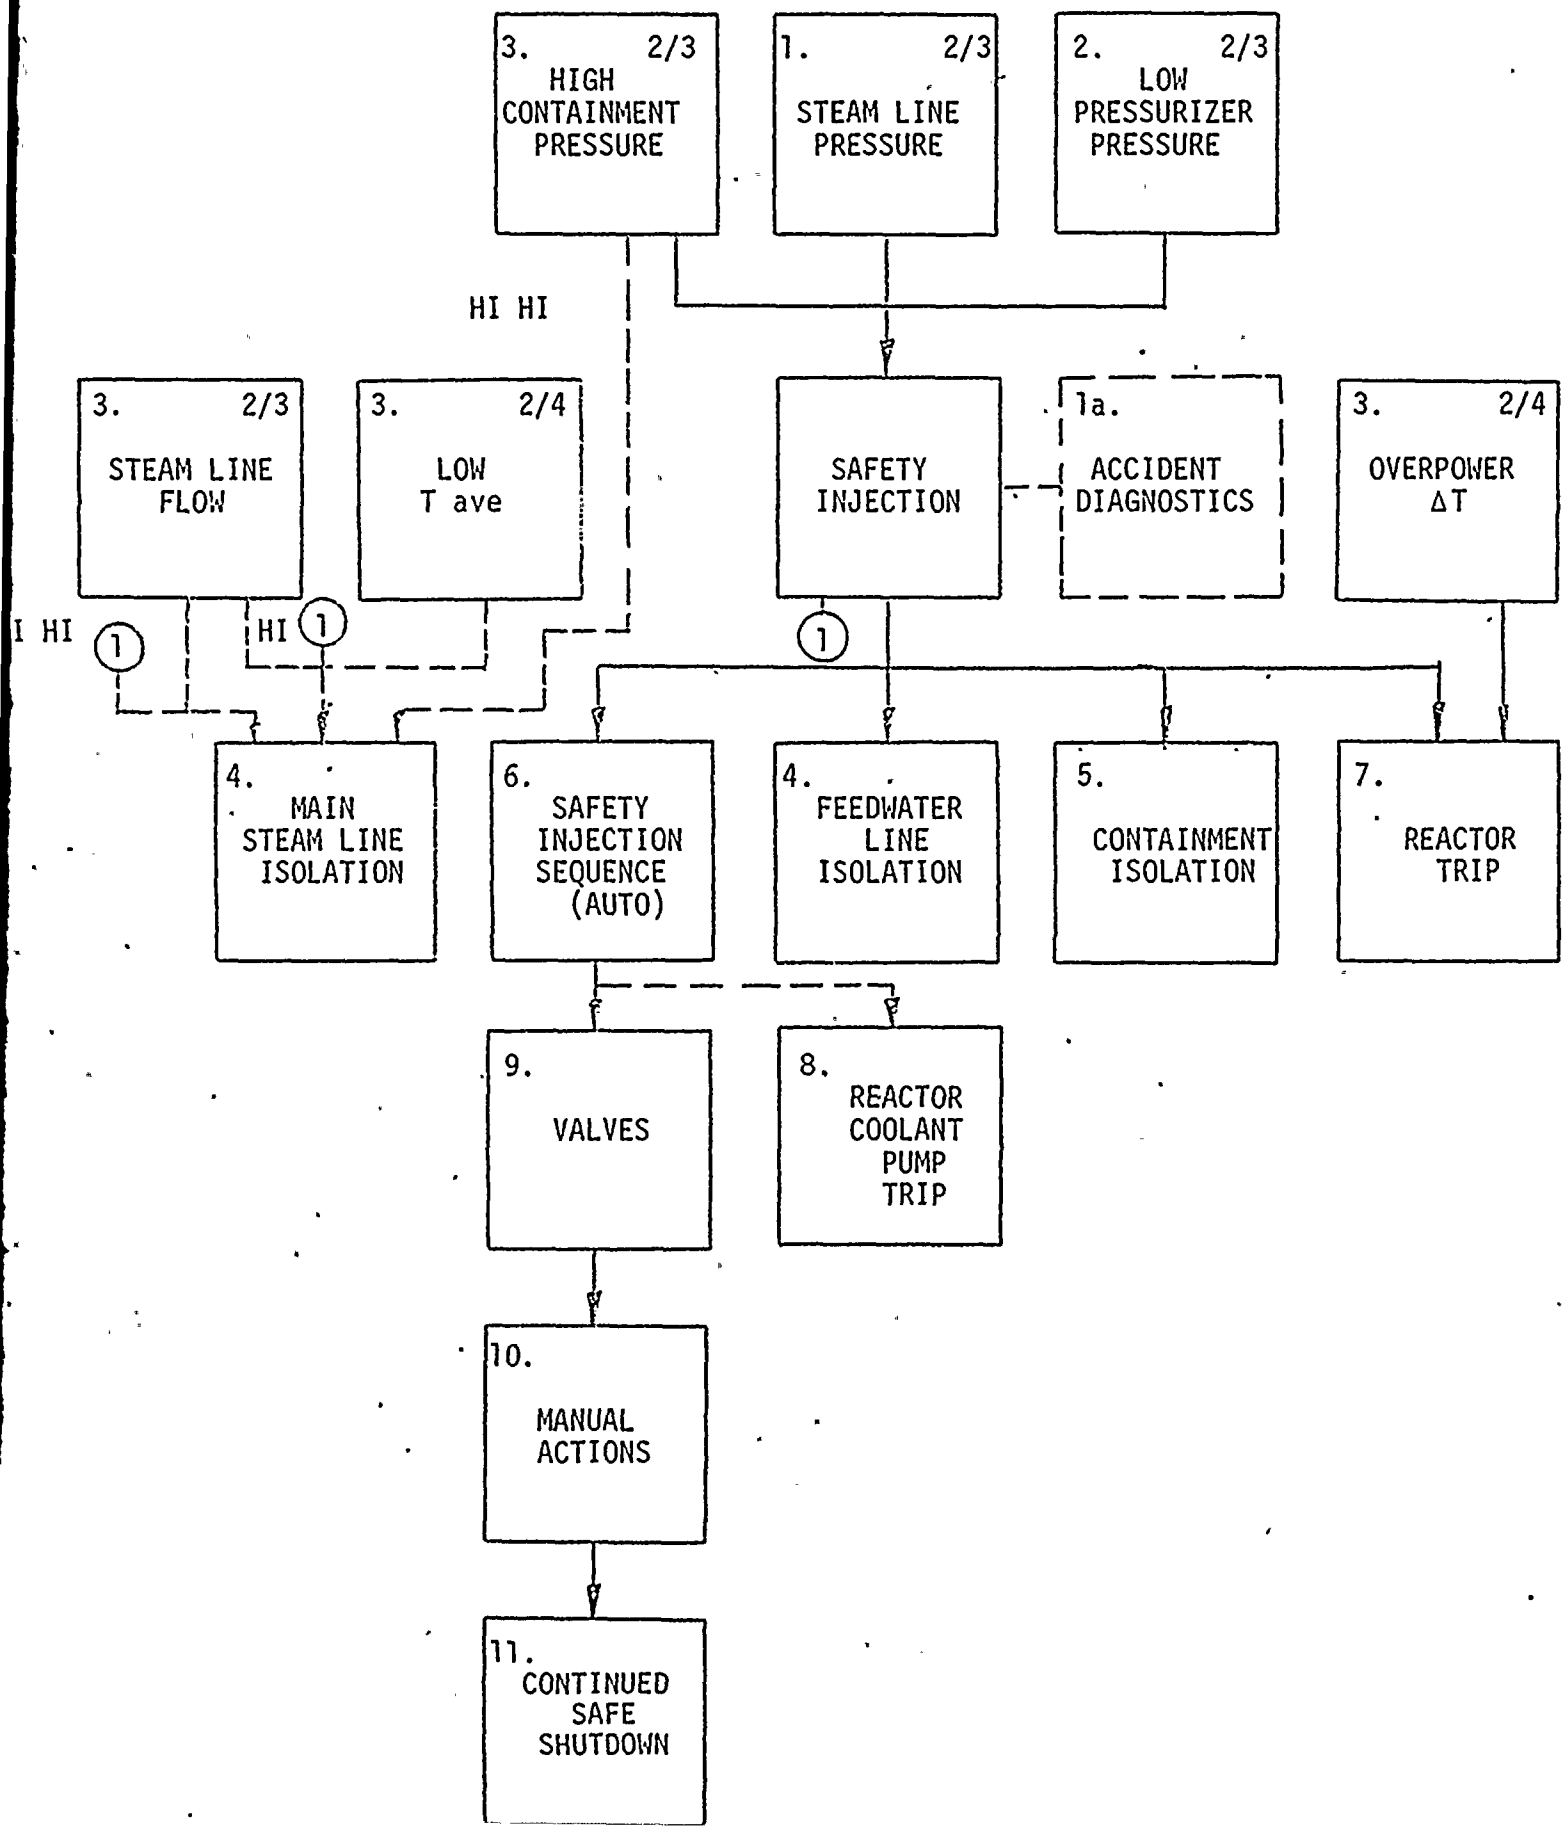 3. 2/3
HIGH
CONTAINMENT
PRESSURE
1. 2/3
STEAM LINE
PRESSURE
2. 2/3
LOW
PRESSURIZER
PRESSURE
HI HI
3. 2/3
STEAM LINE
FLOW
3. 2/4
LOW
T ave
SAFETY
INJECTION
1a.
ACCIDENT
DIAGNOSTICS
3. 2/4
OVERPOWER
ΔT
I HI
1
HI
1
1
4.
MAIN
STEAM LINE
ISOLATION
6.
SAFETY
INJECTION
SEQUENCE
(AUTO)
4.
FEEDWATER
LINE
ISOLATION
5.
CONTAINMENT
ISOLATION
7.
REACTOR
TRIP
9.
VALVES
8.
REACTOR
COOLANT
PUMP
TRIP
10.
MANUAL
ACTIONS
11.
CONTINUED
SAFE
SHUTDOWN